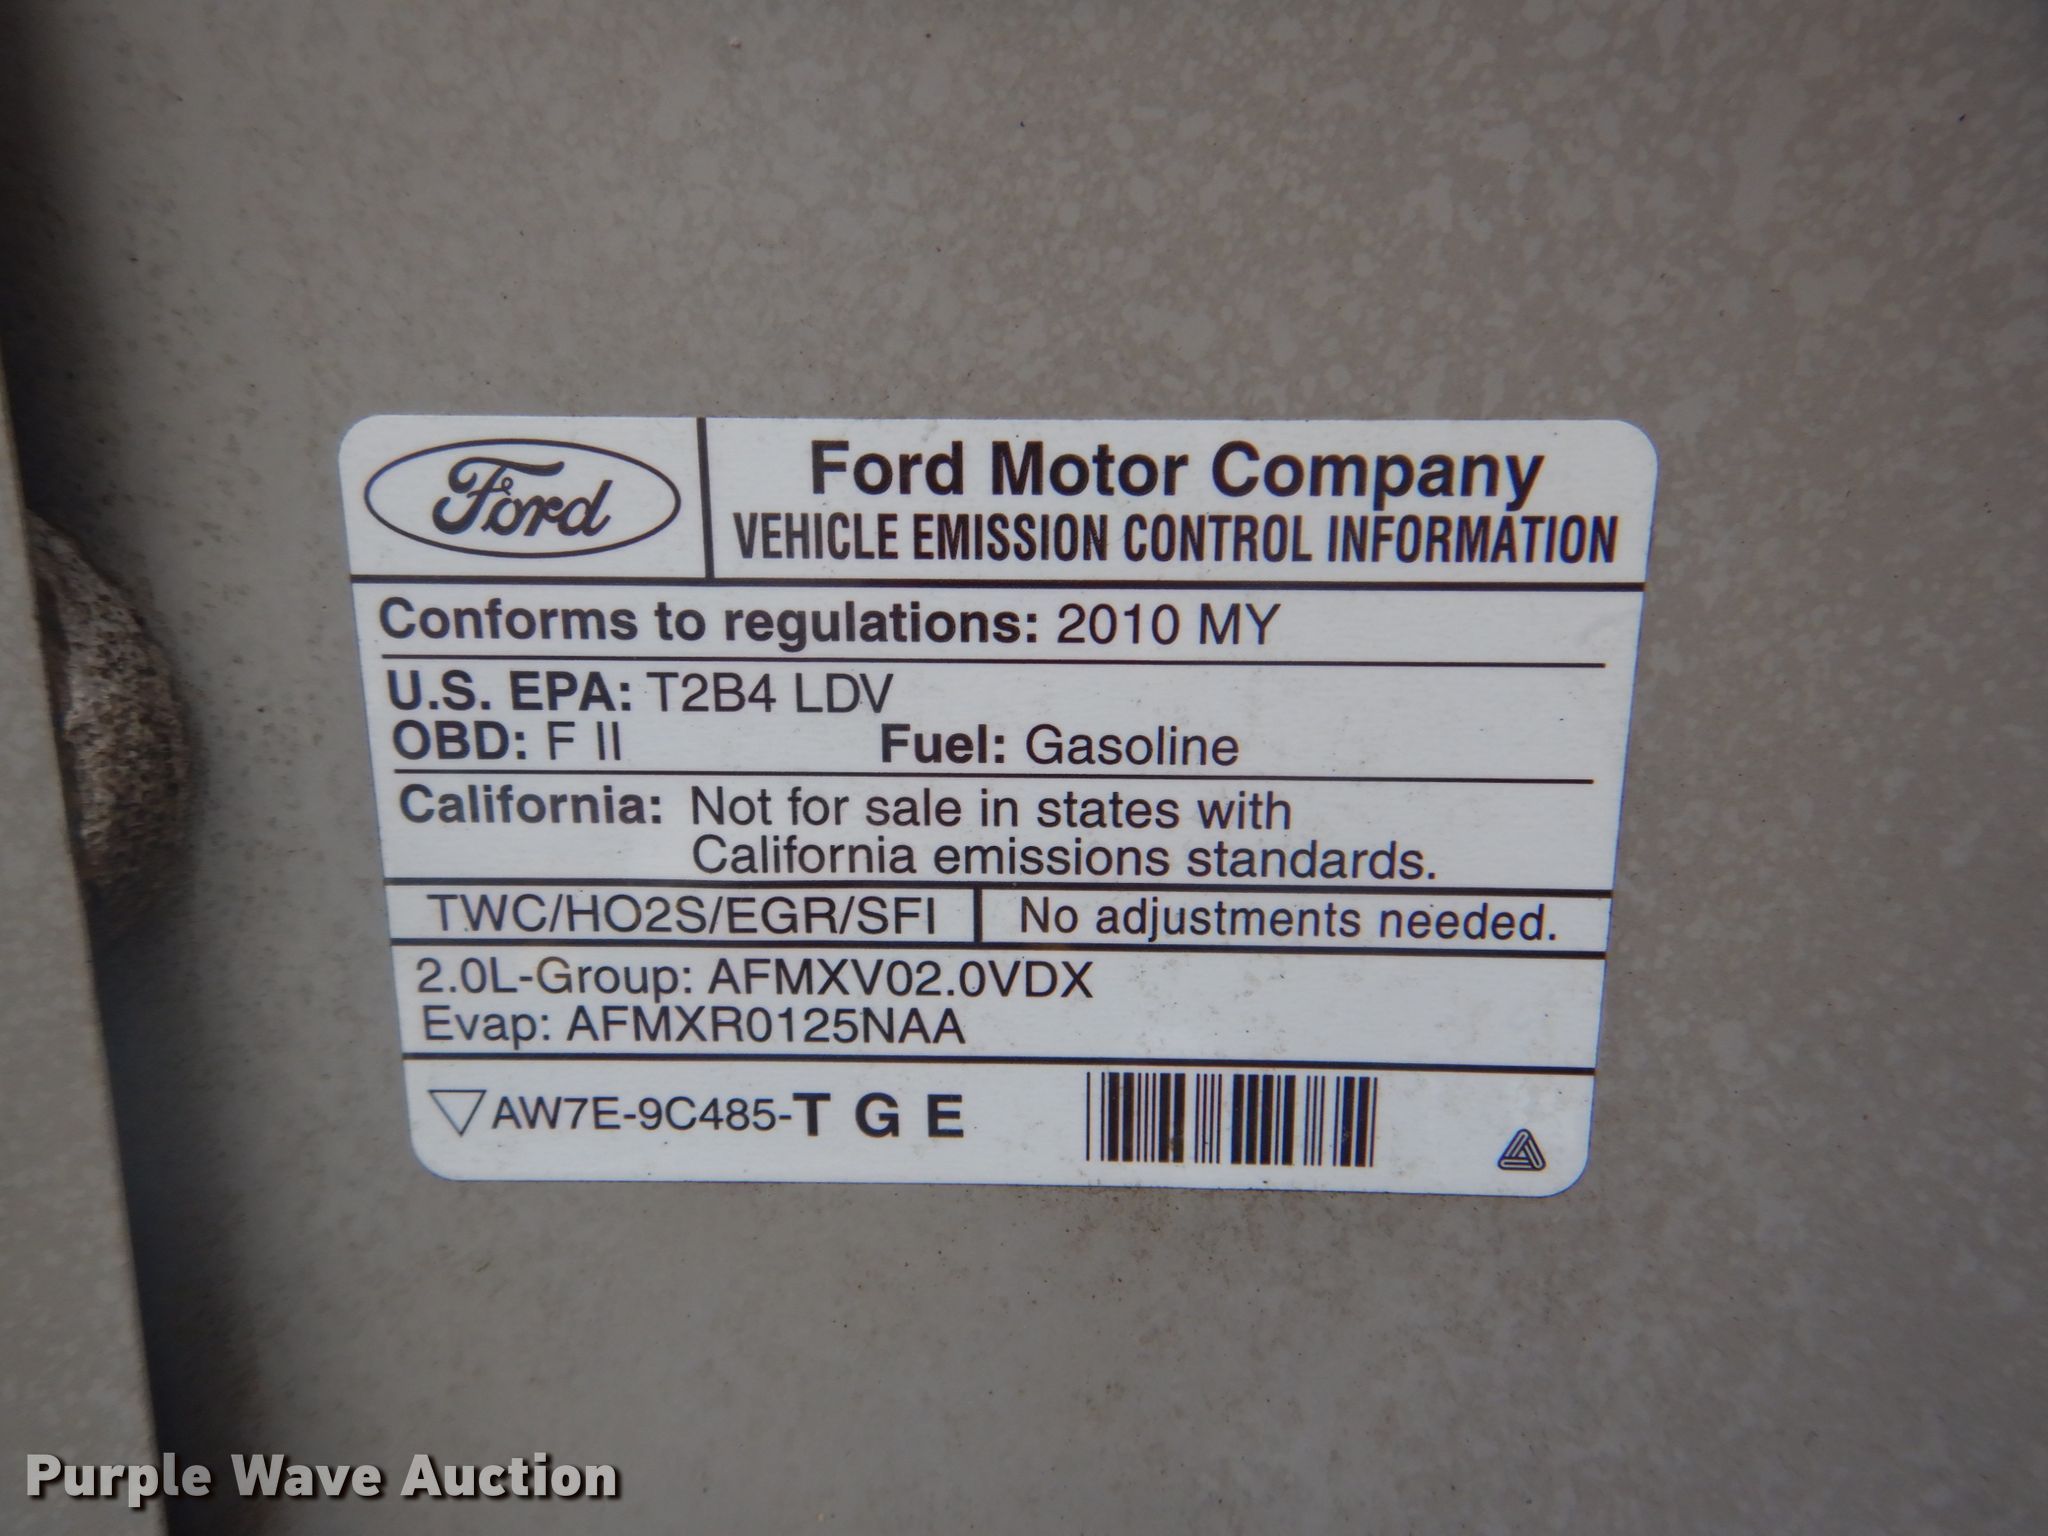 Ford
Ford Motor Company
VEHICLE EMISSION CONTROL INFORMATION
Conforms to regulations: 2010 MY
U.S. EPA: T2B4 LDV
OBD: F II Fuel: Gasoline
California: Not for sale in states with
California emissions standards.
TWC/HO2S/EGR/SFI No adjustments needed.
2.0L-Group: AFMXV02.0VDX
Evap: AFMXR0125NAA
AW7E-9C485-T G E
Purple Wave Auction